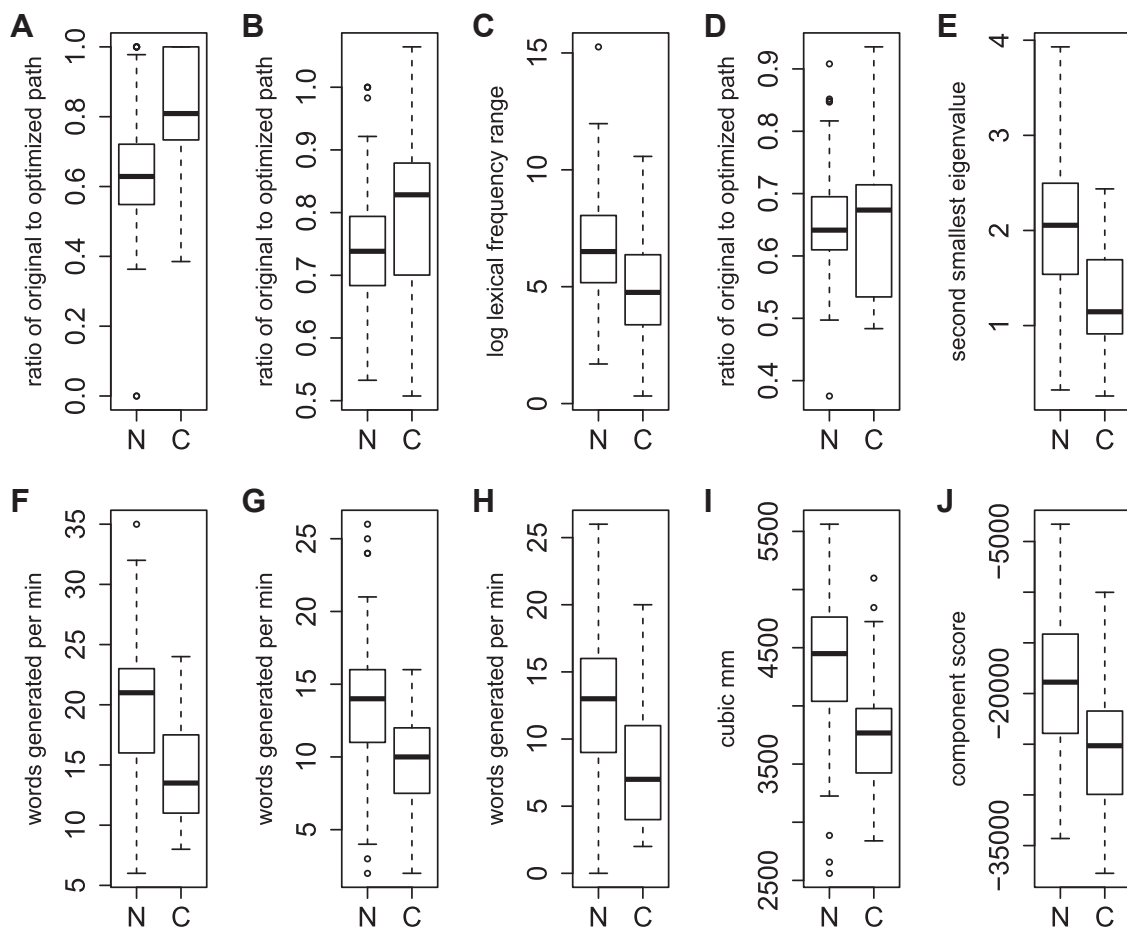 A
ratio of original to optimized path
0.0 0.2 0.4 0.6 0.8 1.0
N C
B
ratio of original to optimized path
0.5 0.6 0.7 0.8 0.9 1.0
N C
C
log lexical frequency range
0 5 10 15
N C
D
ratio of original to optimized path
0.4 0.5 0.6 0.7 0.8 0.9
N C
E
second smallest eigenvalue
1 2 3 4
N C
F
words generated per min
5 10 15 20 25 30 35
N C
G
words generated per min
5 10 15 20 25
N C
H
words generated per min
0 5 10 15 20 25
N C
I
cubic mm
2500 3500 4500 5500
N C
J
component score
−35000 −20000 −5000
N C